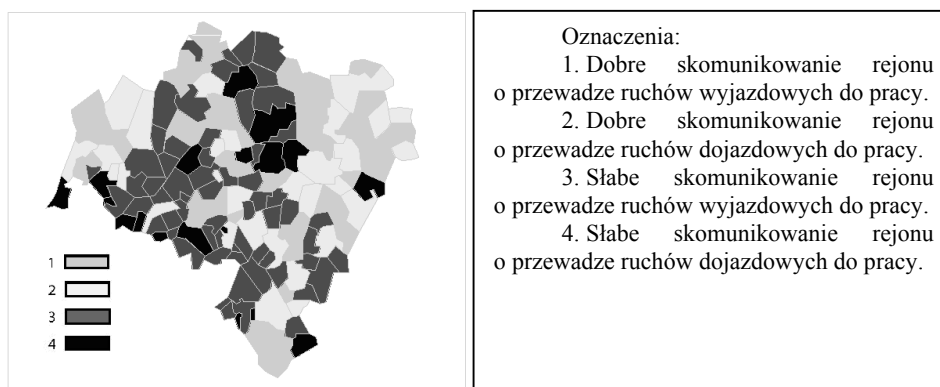 1
2
3
4
Oznaczenia:
1. Dobre skomunikowanie rejonu
o przewadze ruchów wyjazdowych do pracy.
2. Dobre skomunikowanie rejonu
o przewadze ruchów dojazdowych do pracy.
3. Słabe skomunikowanie rejonu
o przewadze ruchów wyjazdowych do pracy.
4. Słabe skomunikowanie rejonu
o przewadze ruchów dojazdowych do pracy.